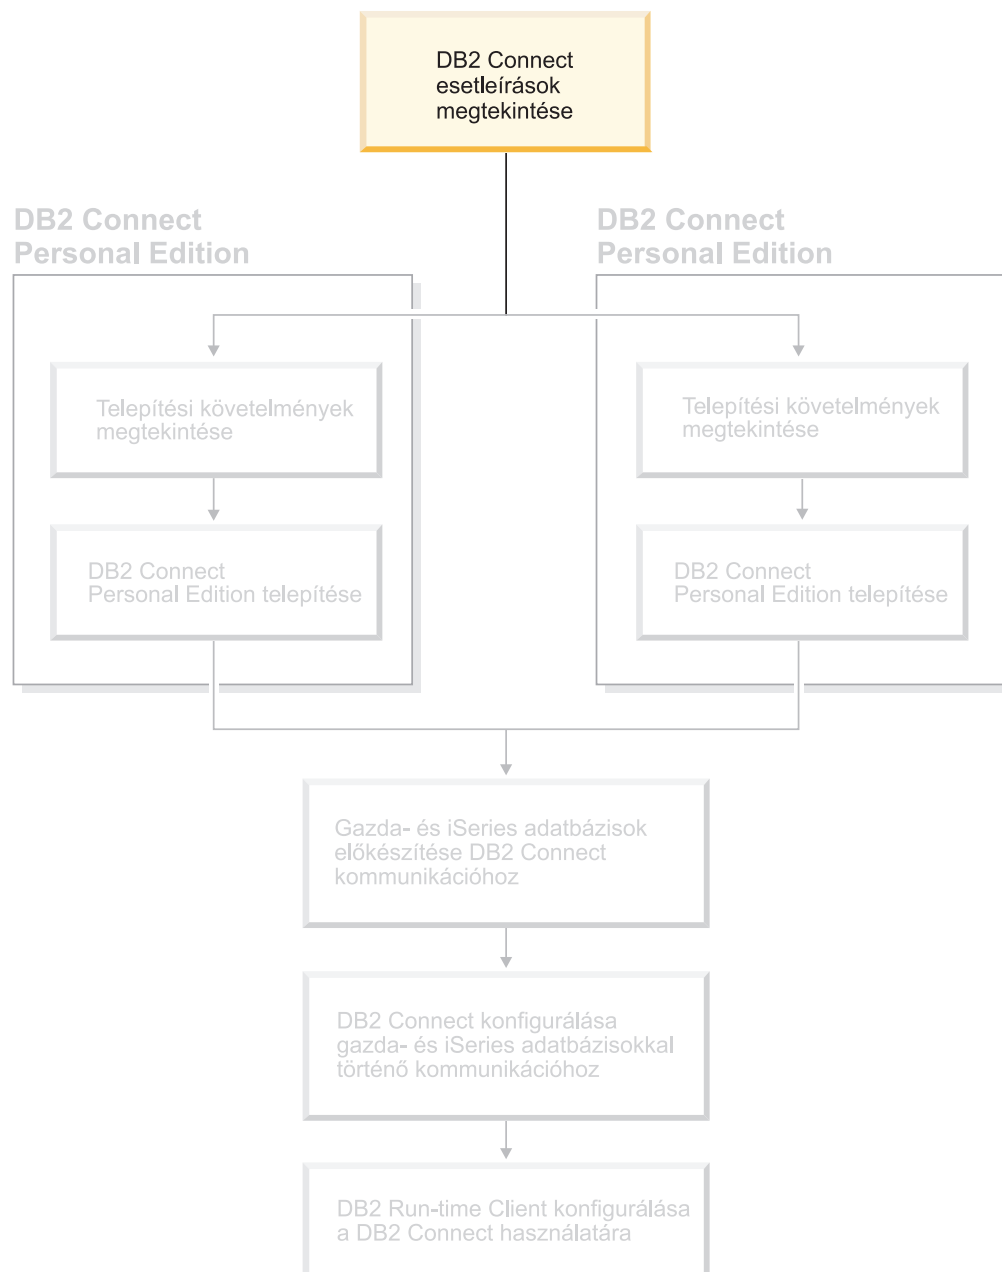 DB2 Connect
esetleírások
megtekintése
DB2 Connect
Personal Edition
Telepítési követelmények
megtekintése
DB2 Connect
Personal Edition telepítése
DB2 Connect
Personal Edition
Telepítési követelmények
megtekintése
DB2 Connect
Personal Edition telepítése
Gazda- és iSeries adatbázisok
előkészítése DB2 Connect
kommunikációhoz
DB2 Connect konfigurálása
gazda- és iSeries adatbázisokkal
történő kommunikációhoz
DB2 Run-time Client konfigurálása
a DB2 Connect használatára